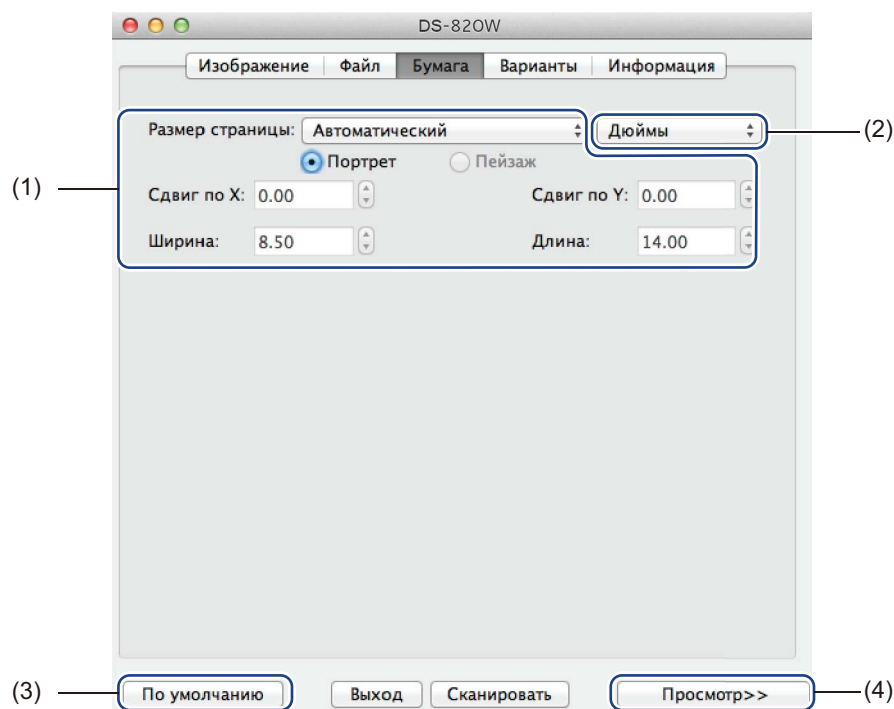 DS-820W
Изображение Файл Бумага Варианты Информация
Размер страницы: Автоматический Дюймы (2)
Портрет Пейзаж
(1) Сдвиг по X: 0.00 Сдвиг по Y: 0.00
Ширина: 8.50 Длина: 14.00
(3) По умолчанию Выход Сканировать Просмотр>> (4)